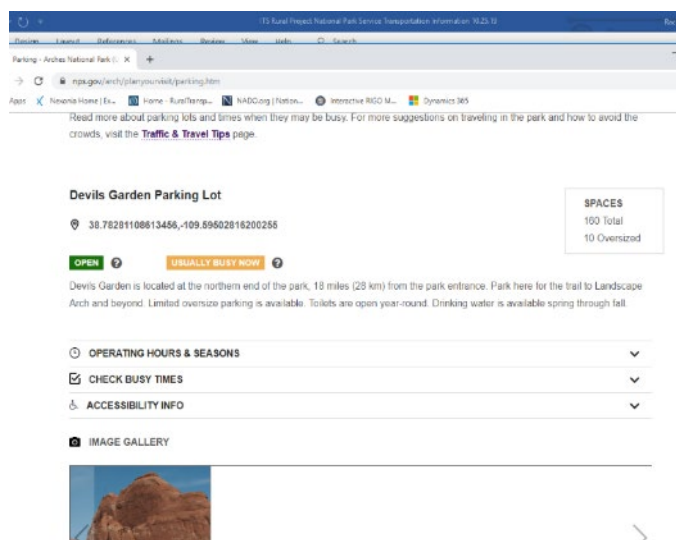 ITS Rural Project National Park Service Transportation Information 10.25.18
Design Layout References Mailings Review View Help Search
Parking - Arches National Park (
nps.gov/arch/planyourvisit/parking.htm
Apps Nexonia Home | Ex... Home - RuralTransp... NADO.org | Nation... Interactive RIGO M... Dynamics 365
Read more about parking lots and times when they may be busy. For more suggestions on traveling in the park and how to avoid the
crowds, visit the Traffic & Travel Tips page.
Devils Garden Parking Lot
38.78281108613456,-109.59502816200255
SPACES
160 Total
10 Oversized
OPEN USUALLY BUSY NOW
Devils Garden is located at the northern end of the park, 18 miles (28 km) from the park entrance. Park here for the trail to Landscape
Arch and beyond. Limited oversize parking is available. Toilets are open year-round. Drinking water is available spring through fall.
OPERATING HOURS & SEASONS
CHECK BUSY TIMES
ACCESSIBILITY INFO
IMAGE GALLERY